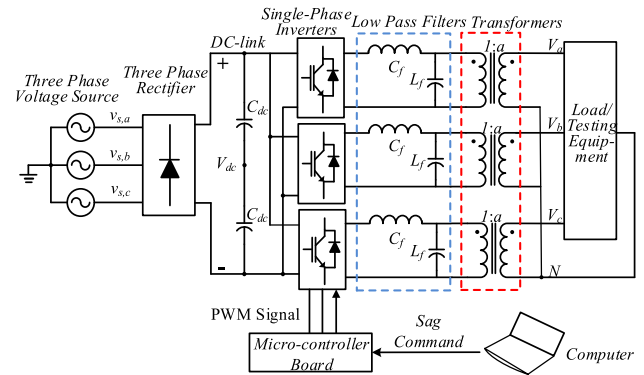 Single-Phase
Inverters
Low Pass Filters
Transformers
DC-link
Three Phase
Voltage Source
Three Phase
Rectifier
+
-
v_{s,a}
v_{s,b}
v_{s,c}
C_{dc}
V_{dc}
C_{dc}
C_f
L_f
1:a
V_a
C_f
L_f
1:a
V_b
C_f
L_f
1:a
V_c
N
Load/
Testing
Equip-
ment
PWM Signal
Micro-controller
Board
Sag
Command
Computer